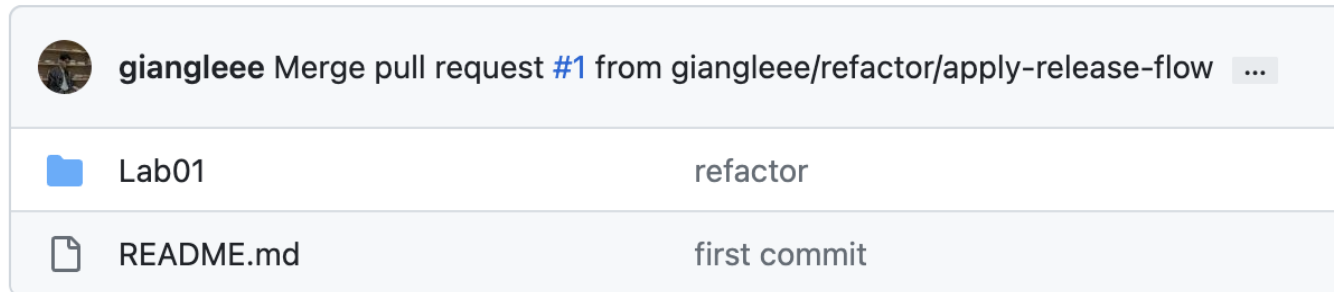 giangleee Merge pull request #1 from giangleee/refactor/apply-release-flow ...
Lab01 refactor
README.md first commit